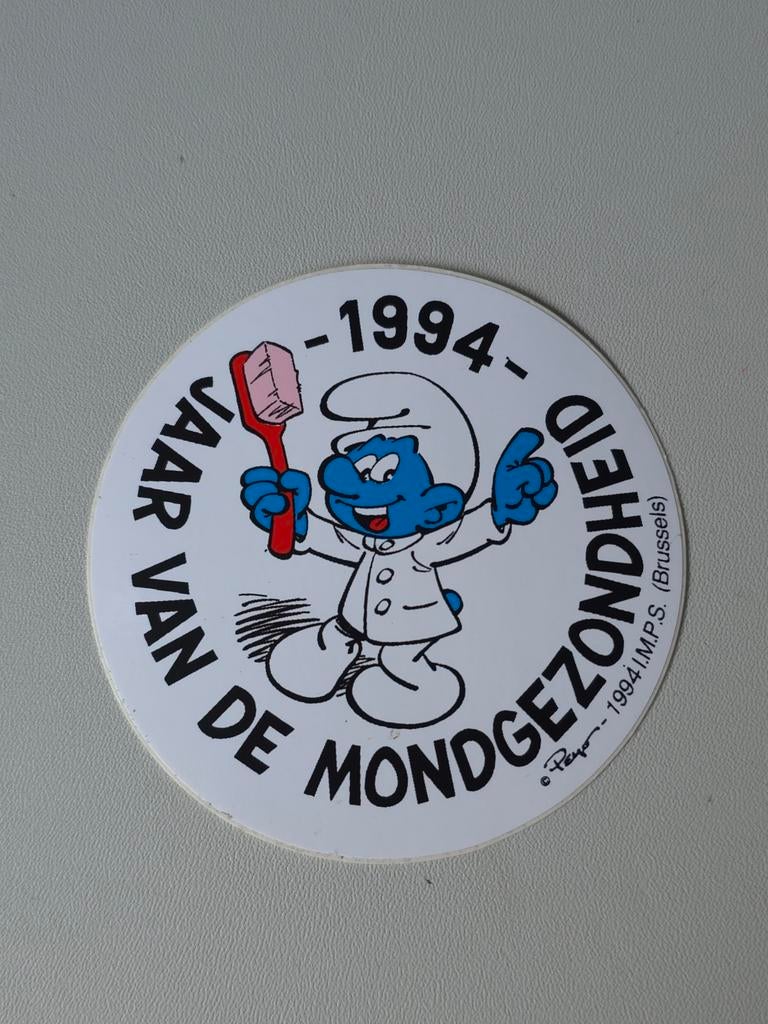 -1994-
JAAR VAN DE MONDGEZONDHEID
© Peyo - 1994 I.M.P.S. (Brussels)